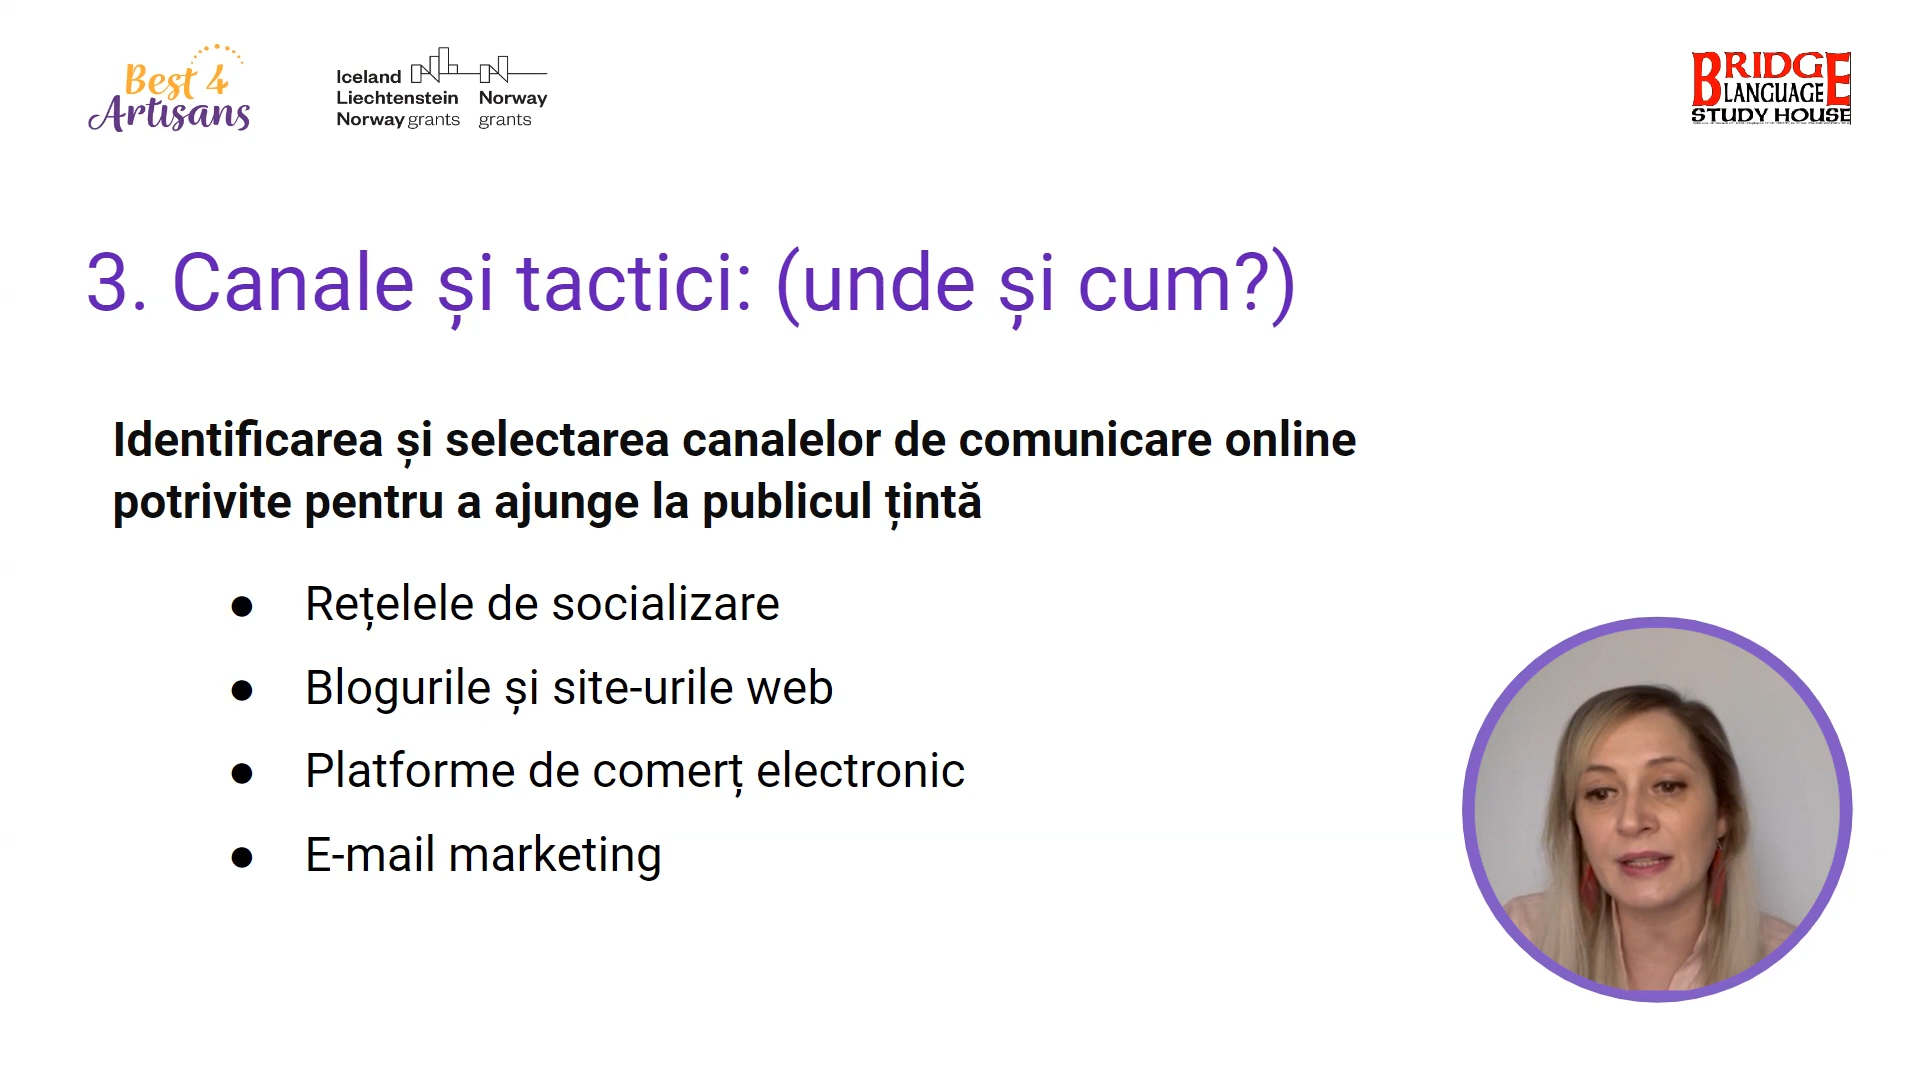 Best 4
Artisans
Iceland
Liechtenstein
Norway grants
Norway
grants
BRIDGE
LANGUAGE
STUDY HOUSE
3. Canale și tactici: (unde și cum?)
Identificarea și selectarea canalelor de comunicare online
potrivite pentru a ajunge la publicul țintă
● Rețelele de socializare
● Blogurile și site-urile web
● Platforme de comerț electronic
● E-mail marketing